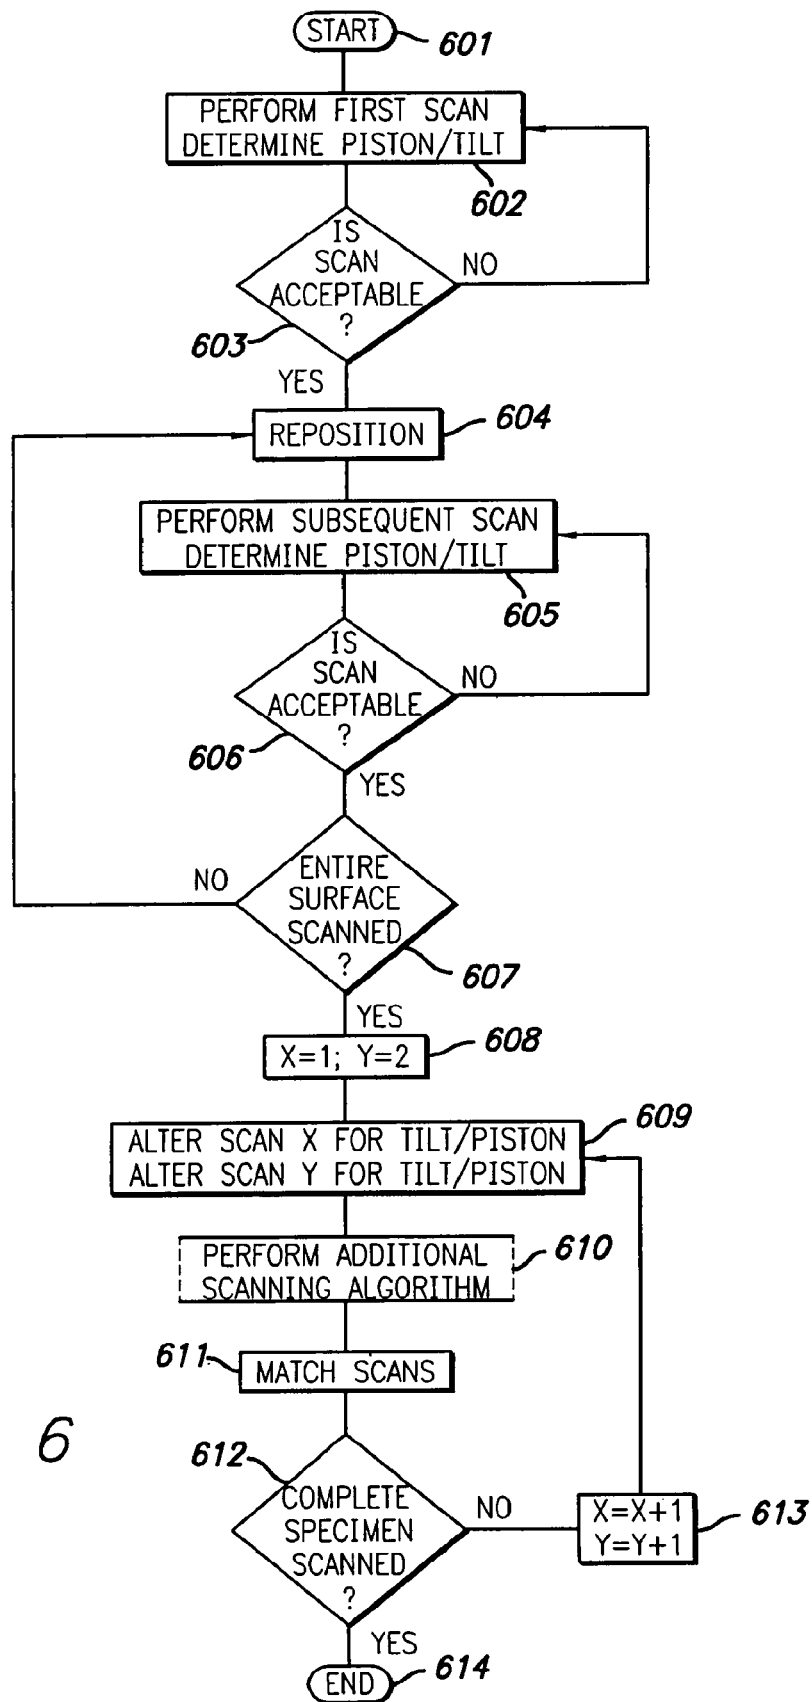 START
601
PERFORM FIRST SCAN
DETERMINE PISTON/TILT
602
IS
SCAN
ACCEPTABLE
?
NO
603
YES
REPOSITION
604
PERFORM SUBSEQUENT SCAN
DETERMINE PISTON/TILT
605
IS
SCAN
ACCEPTABLE
?
NO
606
YES
ENTIRE
SURFACE
SCANNED
?
NO
607
YES
X=1; Y=2
608
ALTER SCAN X FOR TILT/PISTON
ALTER SCAN Y FOR TILT/PISTON
609
PERFORM ADDITIONAL
SCANNING ALGORITHM
610
611
MATCH SCANS
6
612
COMPLETE
SPECIMEN
SCANNED
?
NO
X=X+1
Y=Y+1
613
YES
END
614